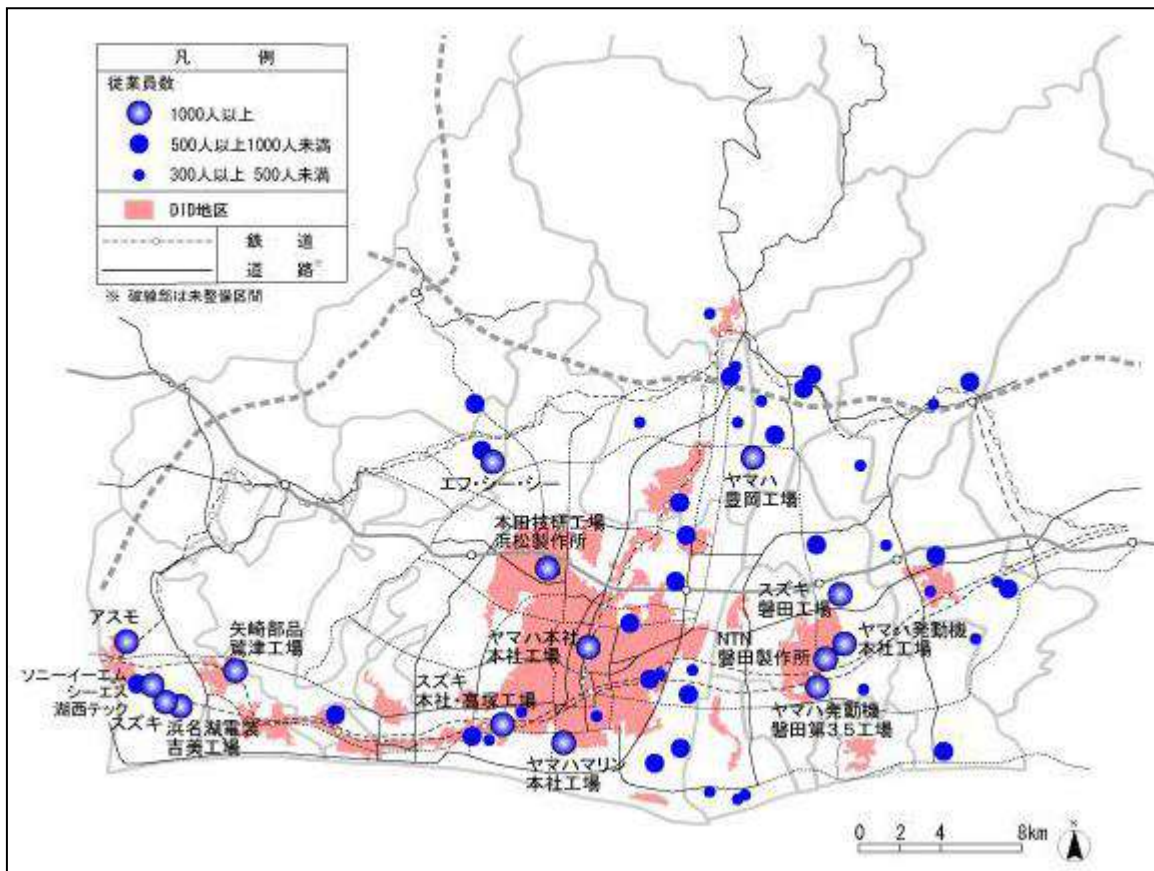 凡 例
従業員数
1000人以上
500人以上1000人未満
300人以上 500人未満
DID地区
鉄 道
道 路※
※ 破線部は未整備区間
エフ・シー・シー
ヤマハ
豊岡工場
本田技研工場
浜松製作所
スズキ
磐田工場
アスモ
矢崎部品
鷲津工場
ヤマハ本社
本社工場
NTN
磐田製作所
ヤマハ発動機
本社工場
ソニーイーエム
シーエス
湖西テック
スズキ
浜名湖電装
吉美工場
スズキ
本社・高塚工場
ヤマハマリン
本社工場
ヤマハ発動機
磐田第3.5工場
0 2 4 8km
N